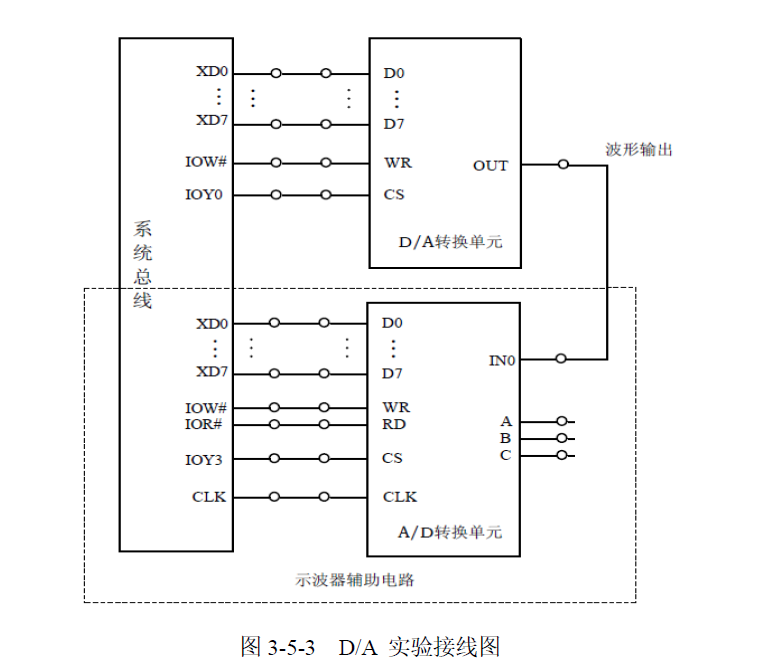 XD0 D0
⋮ ⋮ ⋮ ⋮
XD7 D7
波形输出
IOW# WR OUT
IOY0 CS
系统总线
D/A转换单元
XD0 D0
⋮ ⋮ ⋮ ⋮
IN0
XD7 D7
IOW# WR
IOR# RD A
B
IOY3 CS C
CLK CLK
A/D转换单元
示波器辅助电路
图 3-5-3 D/A 实验接线图